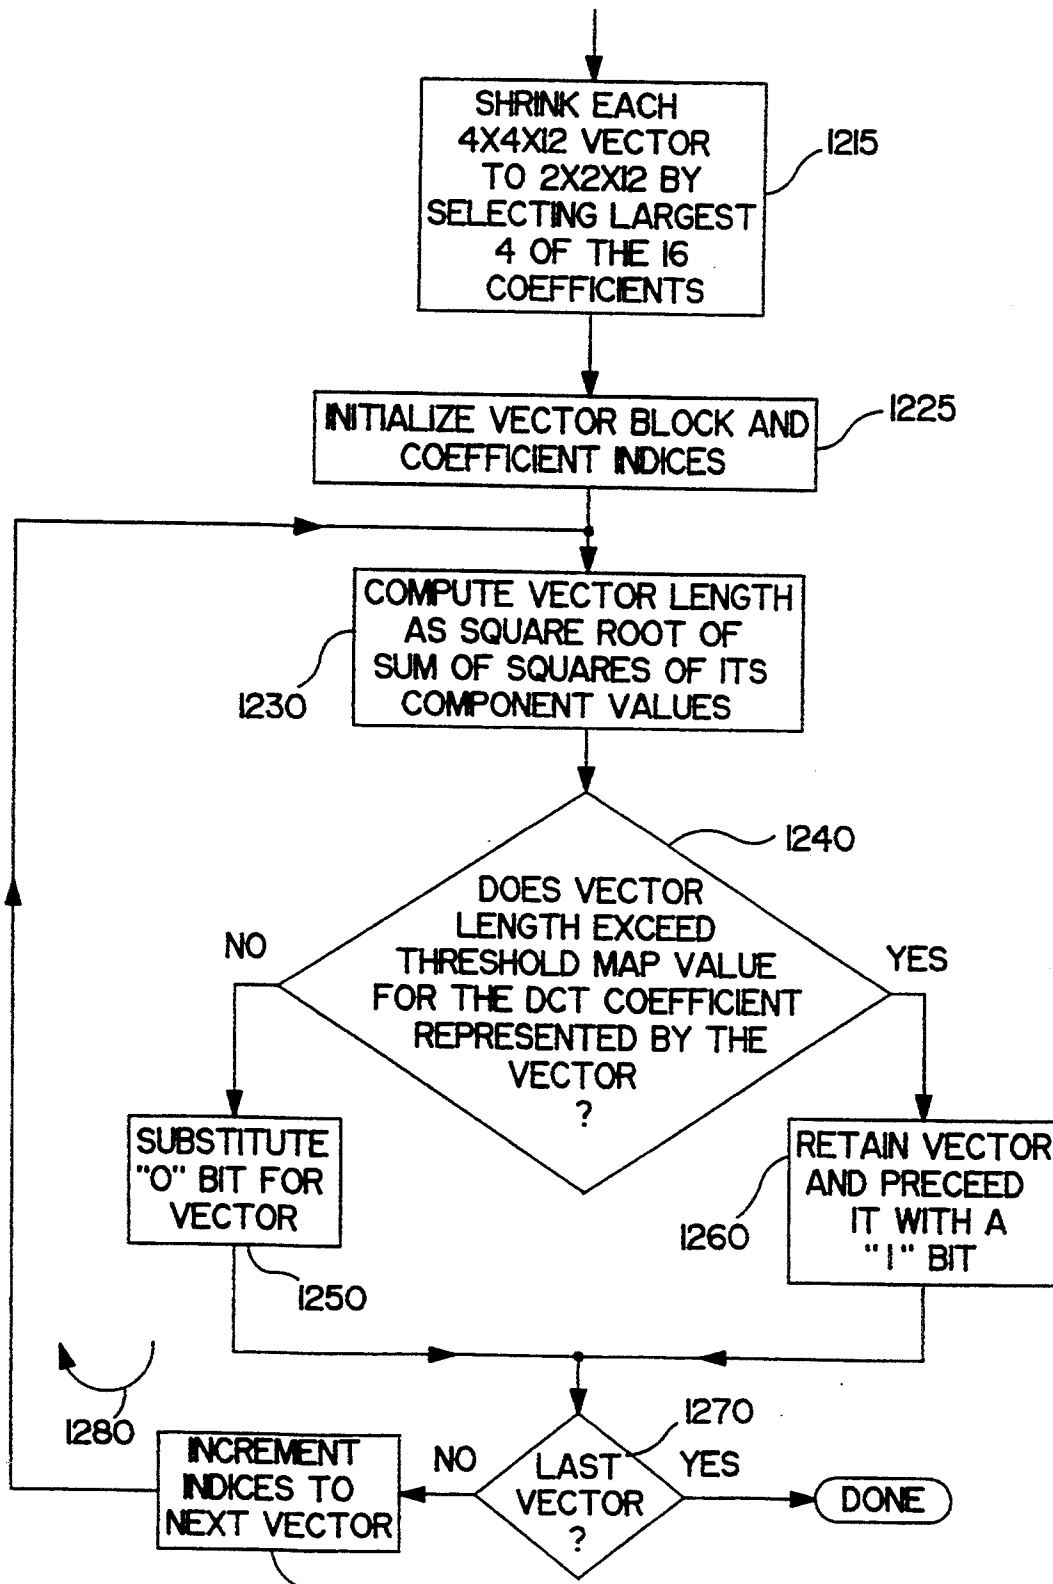 SHRINK EACH
4X4X12 VECTOR
TO 2X2X12 BY
SELECTING LARGEST
4 OF THE 16
COEFFICIENTS
1215
INITIALIZE VECTOR BLOCK AND
COEFFICIENT INDICES
1225
COMPUTE VECTOR LENGTH
AS SQUARE ROOT OF
SUM OF SQUARES OF ITS
COMPONENT VALUES
1230
DOES VECTOR
LENGTH EXCEED
THRESHOLD MAP VALUE
FOR THE DCT COEFFICIENT
REPRESENTED BY THE
VECTOR
?
1240
NO
YES
SUBSTITUTE
"0" BIT FOR
VECTOR
1250
RETAIN VECTOR
AND PRECEED
IT WITH A
"1" BIT
1260
1280
LAST
VECTOR
?
1270
NO
YES
INCREMENT
INDICES TO
NEXT VECTOR
DONE